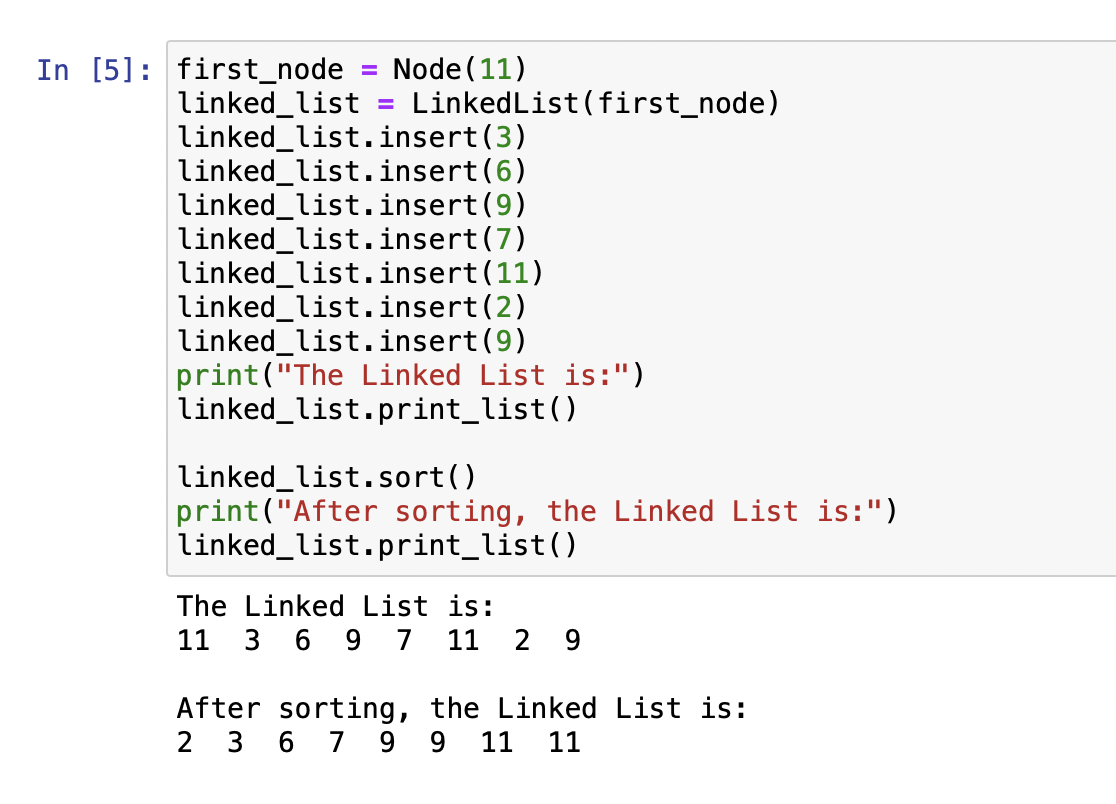 In [5]: first_node = Node(11)
linked_list = LinkedList(first_node)
linked_list.insert(3)
linked_list.insert(6)
linked_list.insert(9)
linked_list.insert(7)
linked_list.insert(11)
linked_list.insert(2)
linked_list.insert(9)
print("The Linked List is:")
linked_list.print_list()
linked_list.sort()
print("After sorting, the Linked List is:")
linked_list.print_list()
The Linked List is:
11  3  6  9  7  11  2  9
After sorting, the Linked List is:
2  3  6  7  9  9  11  11